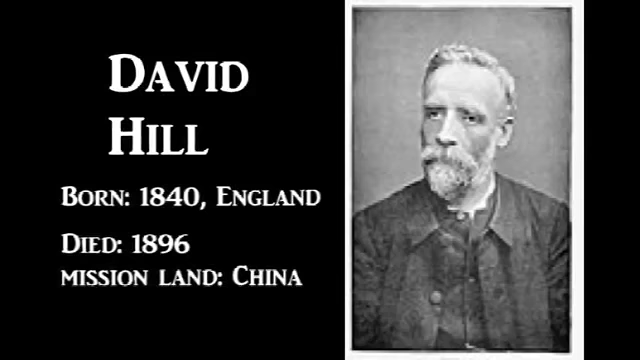 David
Hill
Born: 1840, England
Died: 1896
mission land: China